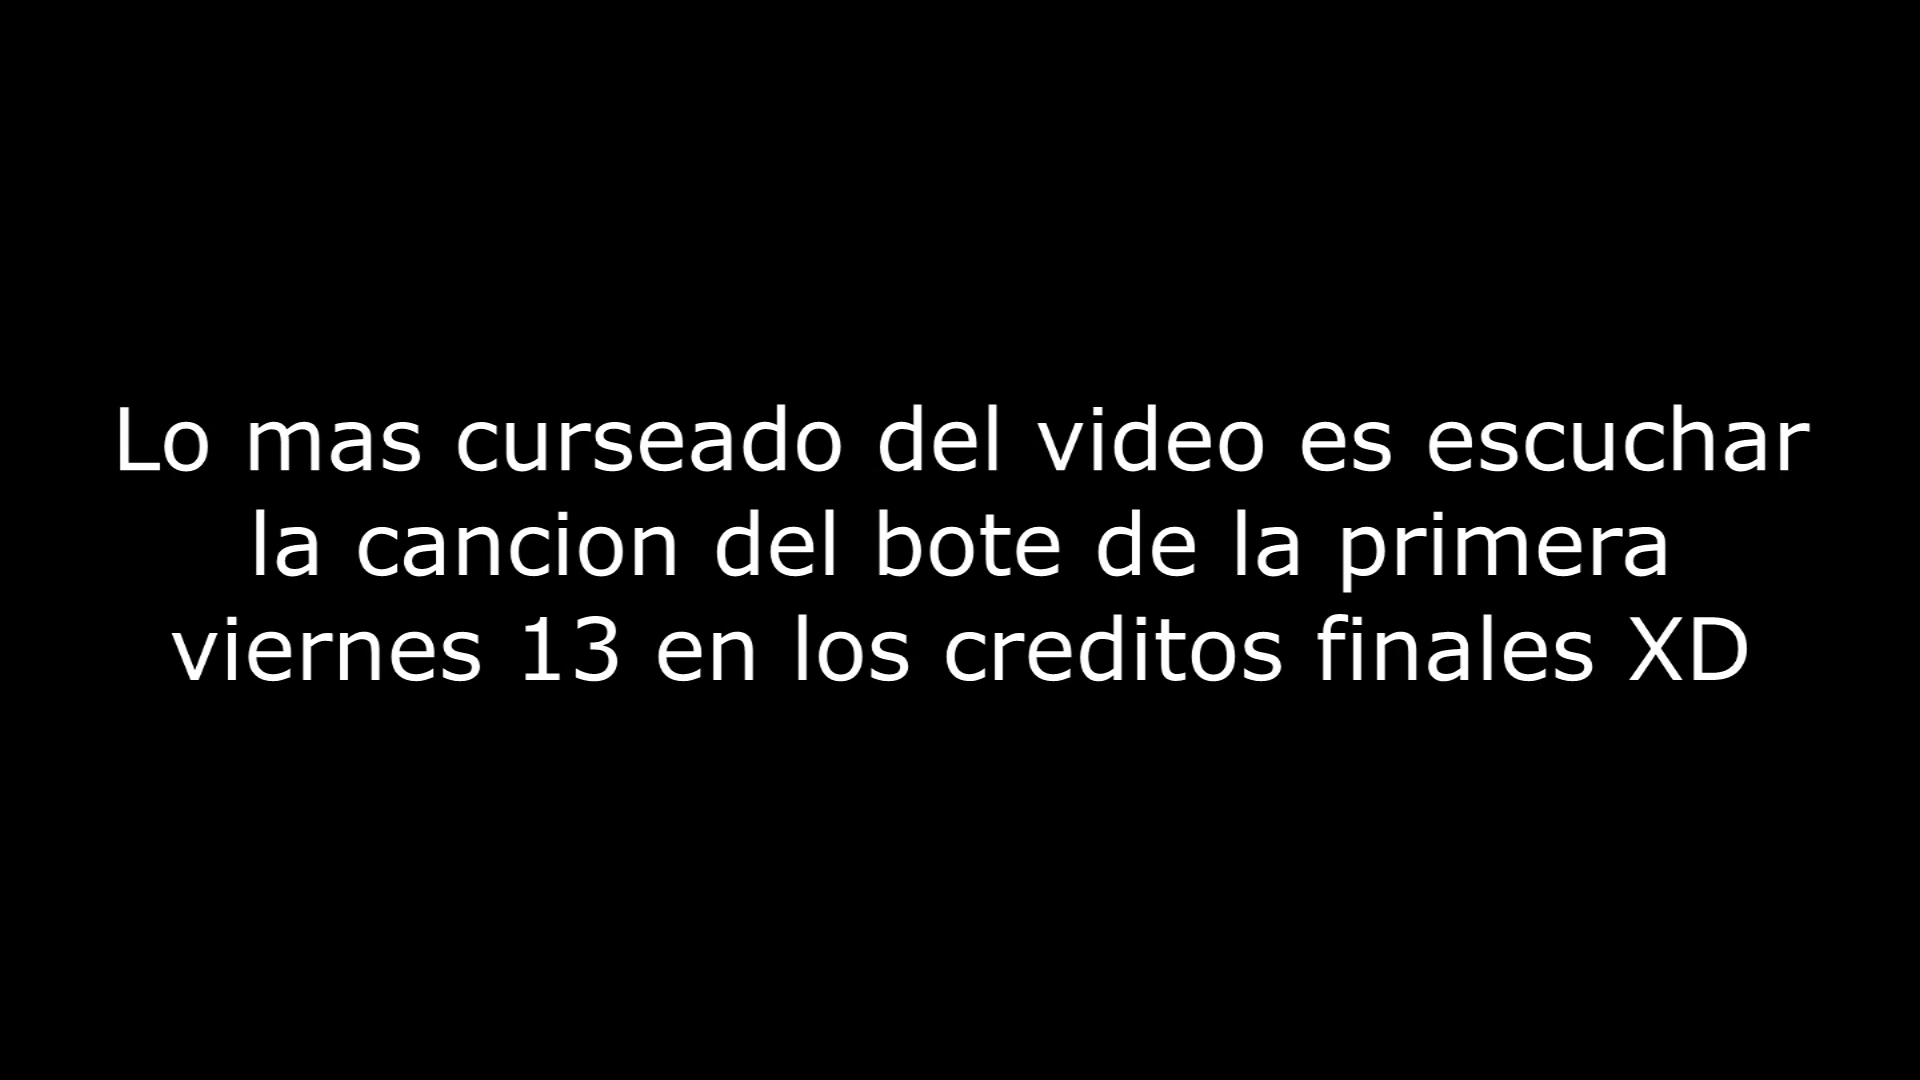 Lo mas curseado del video es escuchar
la cancion del bote de la primera
viernes 13 en los creditos finales XD